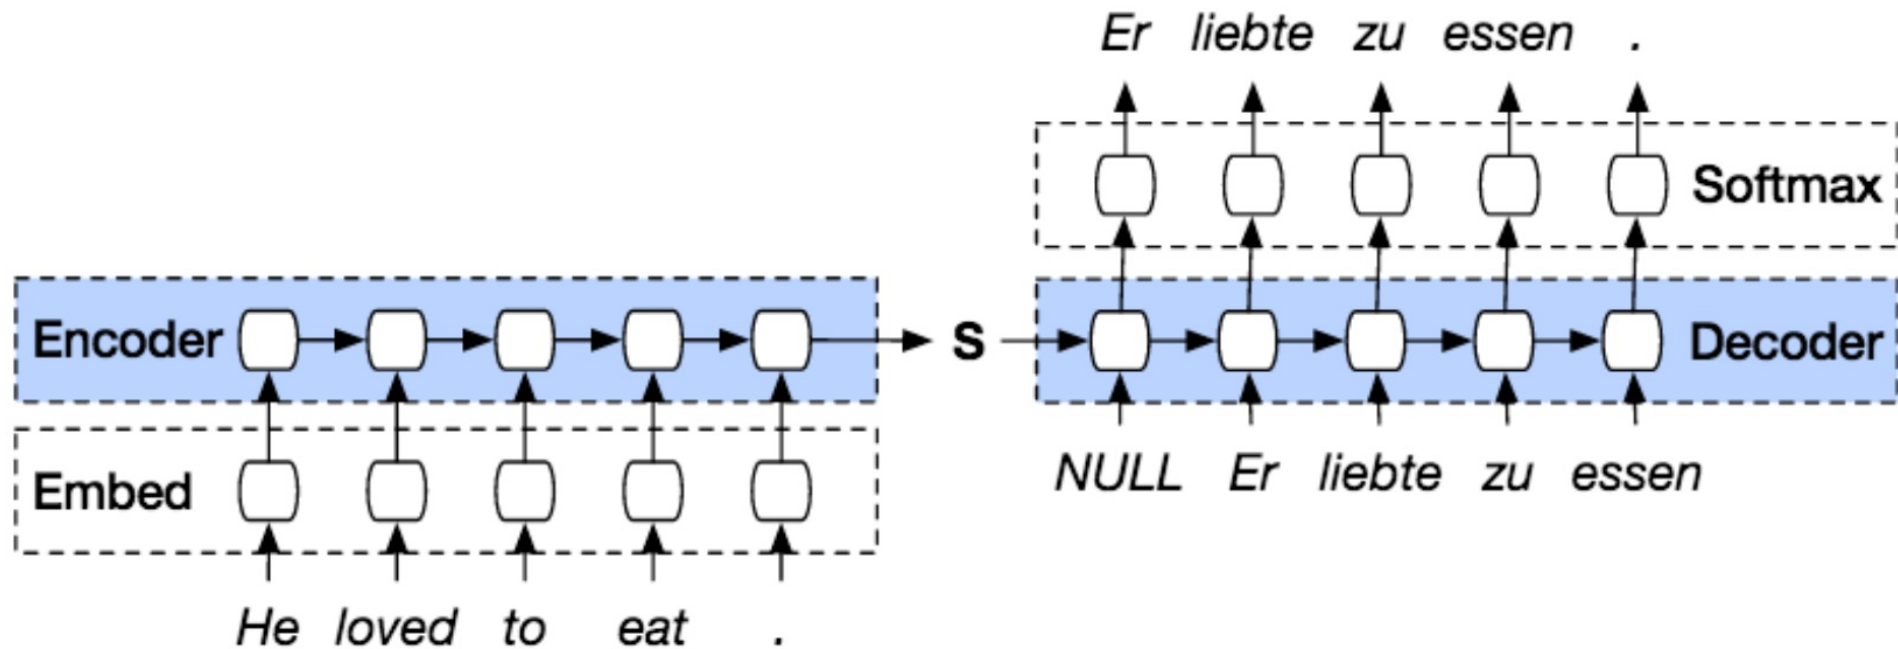 Er liebte zu essen .
Softmax
Encoder S Decoder
NULL Er liebte zu essen
Embed
He loved to eat .